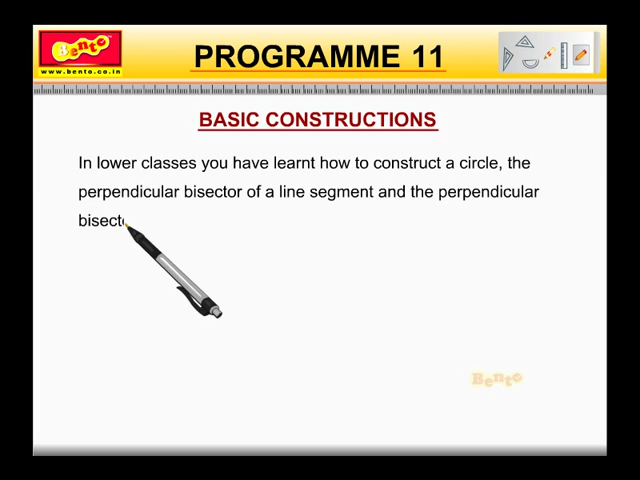 Bento
www.bento.co.in
PROGRAMME 11
BASIC CONSTRUCTIONS
In lower classes you have learnt how to construct a circle, the
perpendicular bisector of a line segment and the perpendicular
bisect
Bento